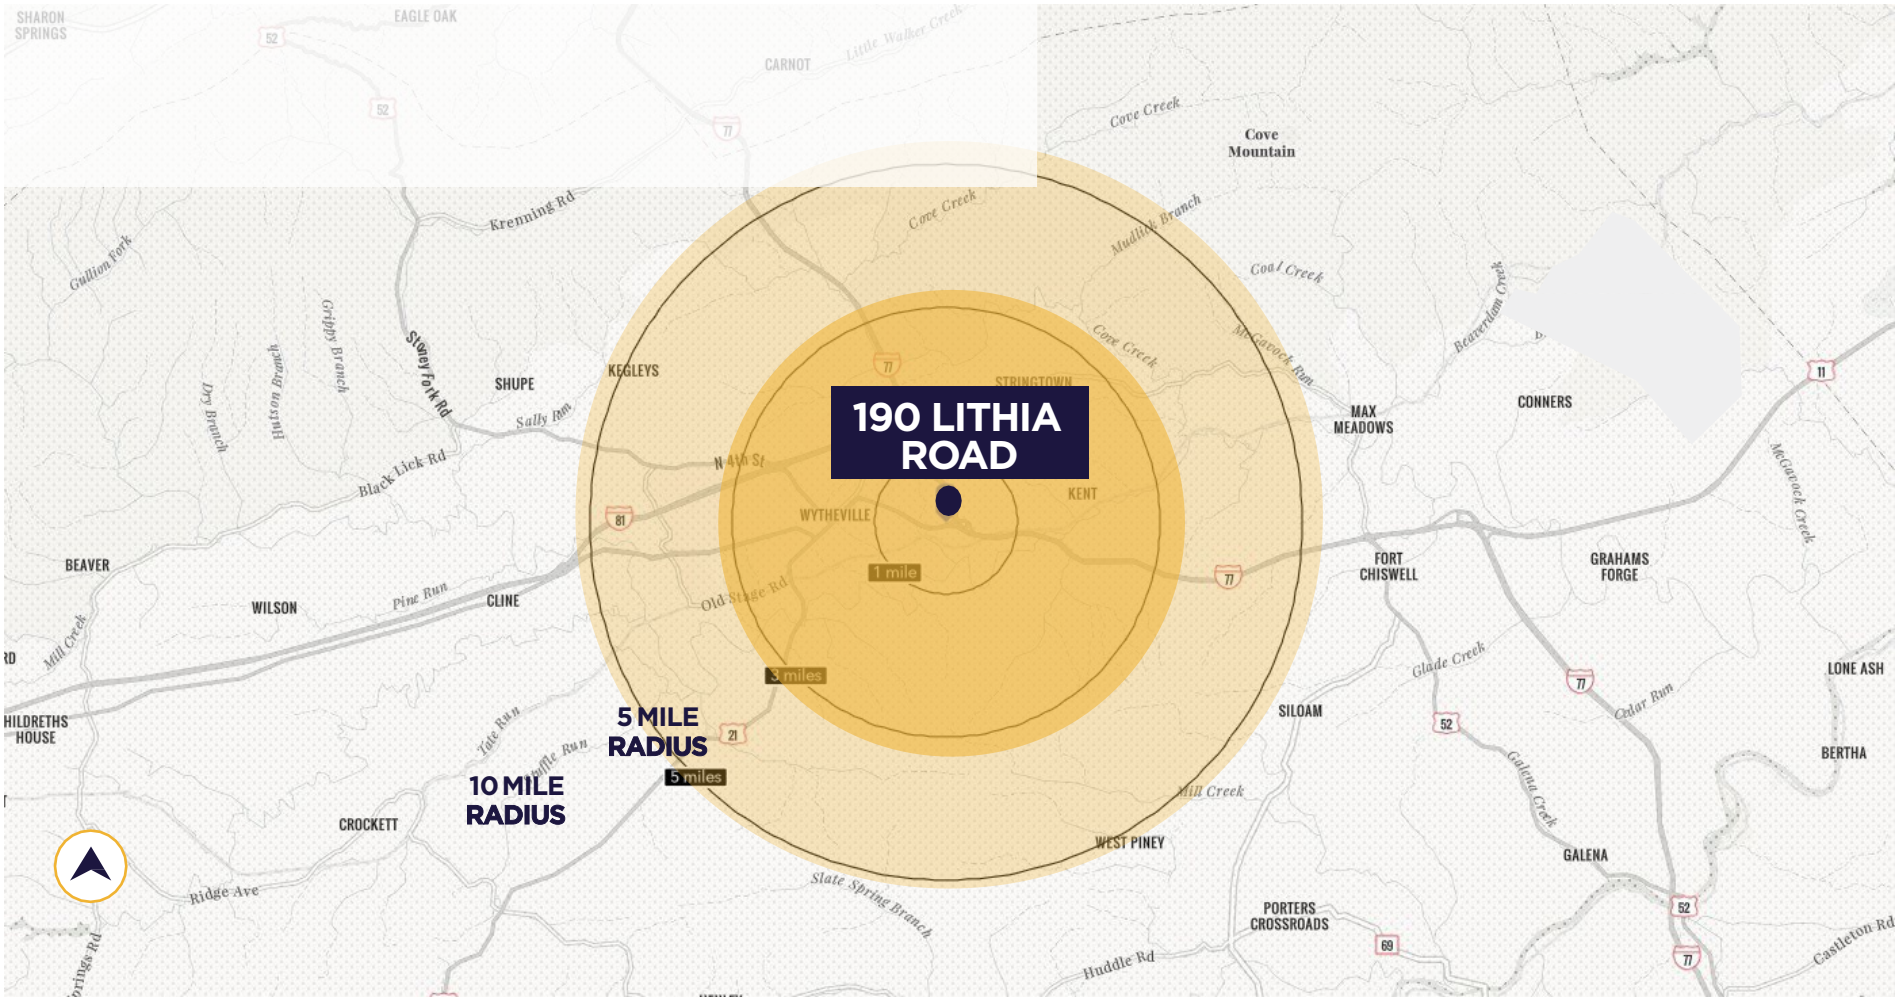 SHARON
SPRINGS
EAGLE OAK
52
Little Walker Creek
CARNOT
52
77
Cove Creek
Cove
Mountain
Krenning Rd
Cove Creek
Mudlick Branch
Gullion Fork
Coal Creek
Beaverdam Creek
Grippy Branch
Stoney Fork Rd
Hutson Branch
Dry Branch
SHUPE
KEGLEYS
77
Cove Creek
McGavock Run
STRINGTOWN
11
CONNERS
MAX
MEADOWS
Sally Run
190 LITHIA
ROAD
N 4th St
Black Lick Rd
McGavock Creek
KENT
WYTHEVILLE
81
BEAVER
1 mile
77
FORT
CHISWELL
GRAHAMS
FORGE
Pine Run
CLINE
WILSON
Old Stage Rd
Mill Creek
RD
3 miles
Glade Creek
LONE ASH
77
Cedar Run
HILDRETHS
HOUSE
Tate Run
5 MILE
RADIUS
21
SILOAM
52
BERTHA
5 miles
10 MILE
RADIUS
Mill Creek
Galena Creek
CROCKETT
WEST PINEY
GALENA
Ridge Ave
Slate Spring Branch
PORTERS
CROSSROADS
52
69
77
Castleton Rd
Huddle Rd
prings Rd